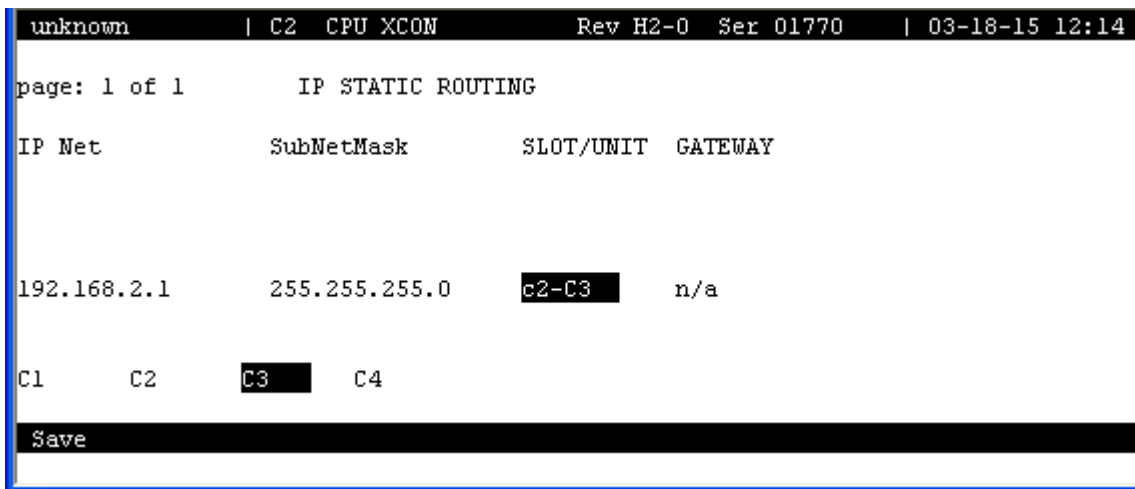 unknown | C2 CPU XCON Rev H2-0 Ser 01770 | 03-18-15 12:14
page: 1 of 1 IP STATIC ROUTING
IP Net SubNetMask SLOT/UNIT GATEWAY
192.168.2.1 255.255.255.0 c2-C3 n/a
C1 C2 C3 C4
Save